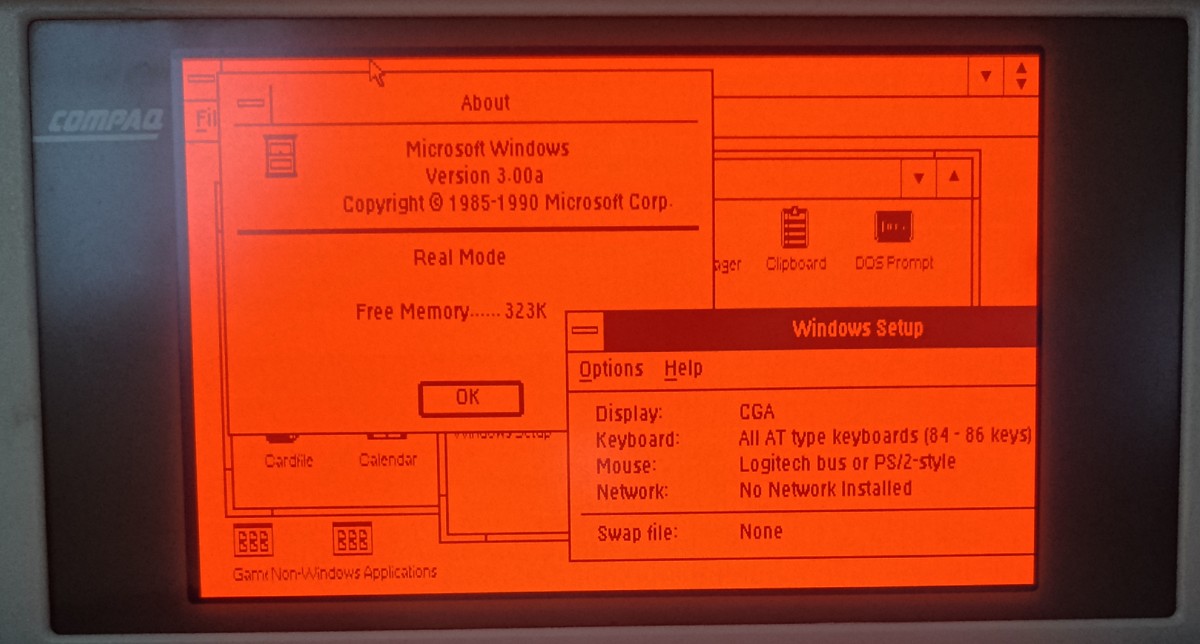 COMPAQ
Fil
About
Microsoft Windows
Version 3.00a
Copyright © 1985-1990 Microsoft Corp.
Real Mode
Free Memory...... 323K
OK
ager
Clipboard
DOS Prompt
Windows Setup
Options Help
Display: CGA
Keyboard: All AT type keyboards (84 - 86 keys)
Mouse: Logitech bus or PS/2-style
Network: No Network Installed
Swap file: None
Windows Setup
Cardfile
Calendar
Game
Non-Windows Applications